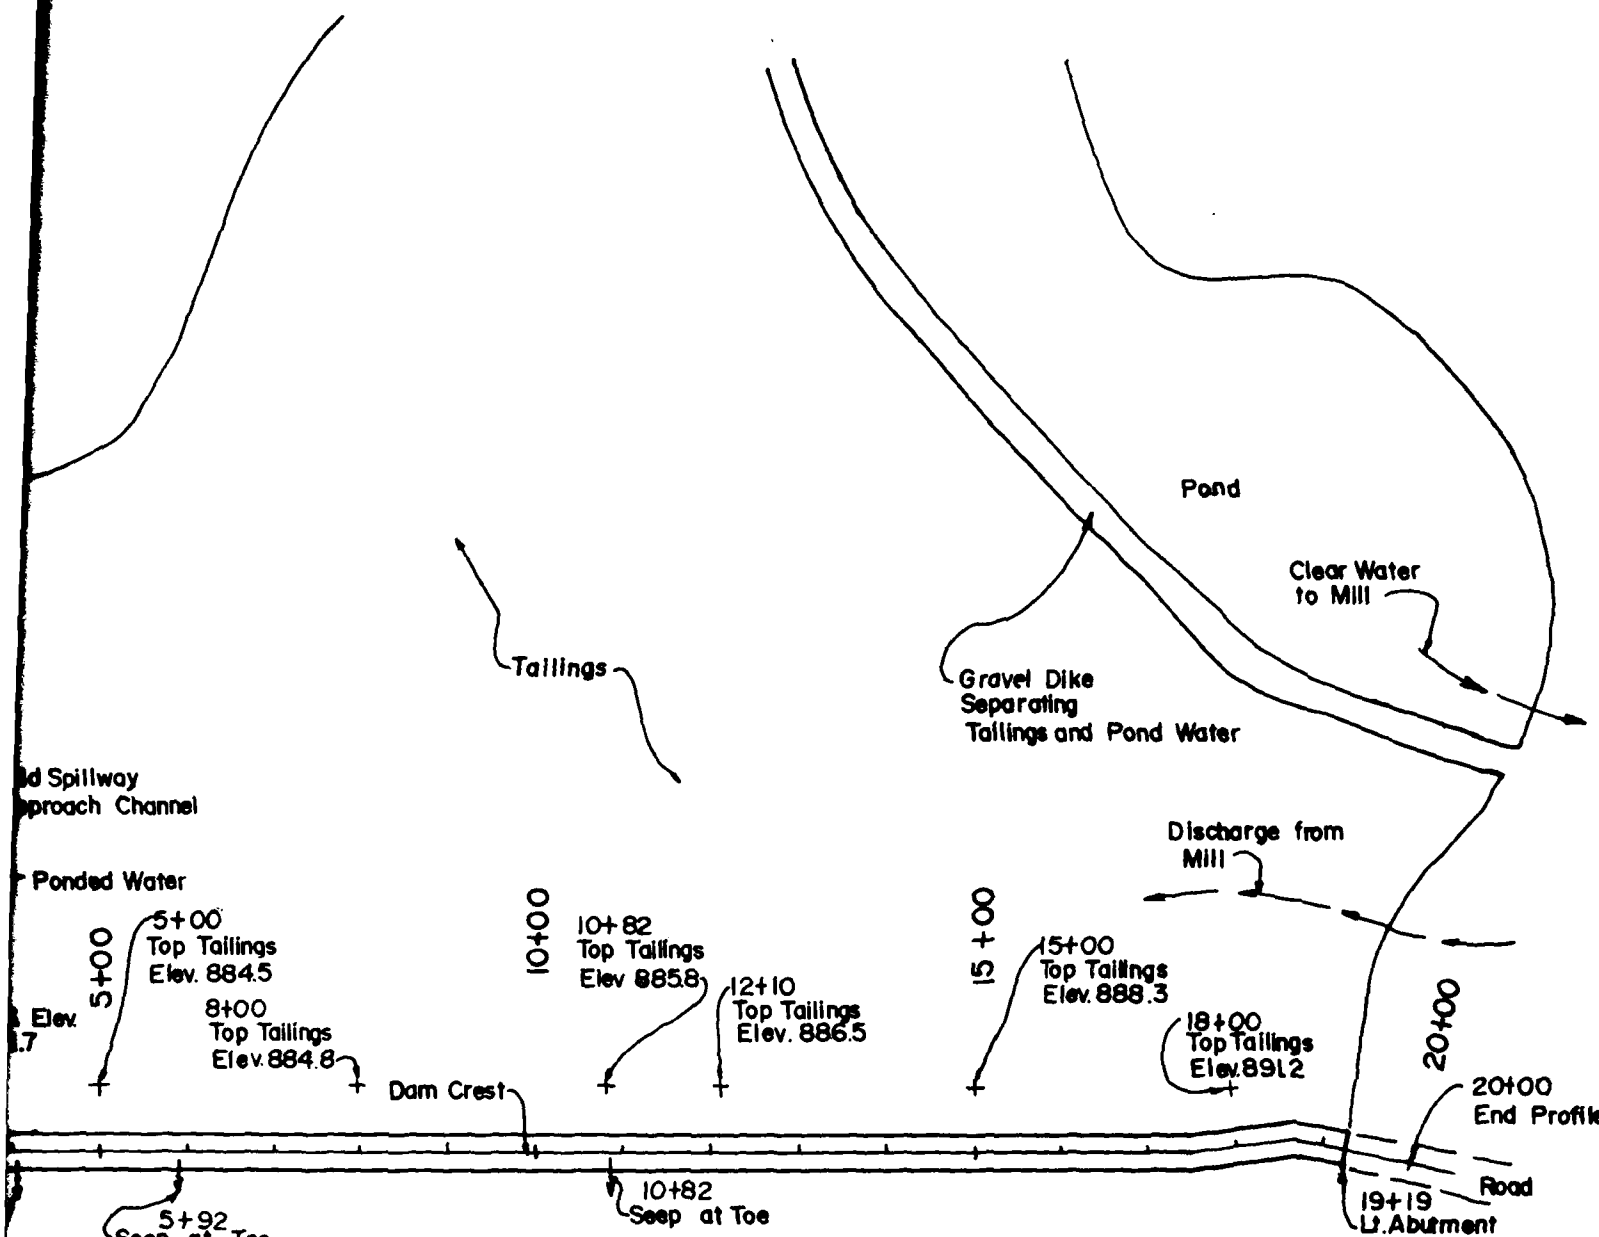 Pond
Clear Water
to Mill
Tailings
Gravel Dike
Separating
Tailings and Pond Water
Spillway
Channel
Discharge from
Mill
Ponded Water
5+00
10+00
15+00
20+00
5+00
Top Tailings
Elev. 884.5
8+00
Top Tailings
Elev. 884.8
10+82
Top Tailings
Elev 885.8
12+10
Top Tailings
Elev. 886.5
15+00
Top Tailings
Elev. 888.3
18+00
Top Tailings
Elev. 891.2
Elev.
.7
Dam Crest
20+00
End Profile
Road
19+19
Lt. Abutment
10+82
Seep at Toe
5+92
Seep at Toe